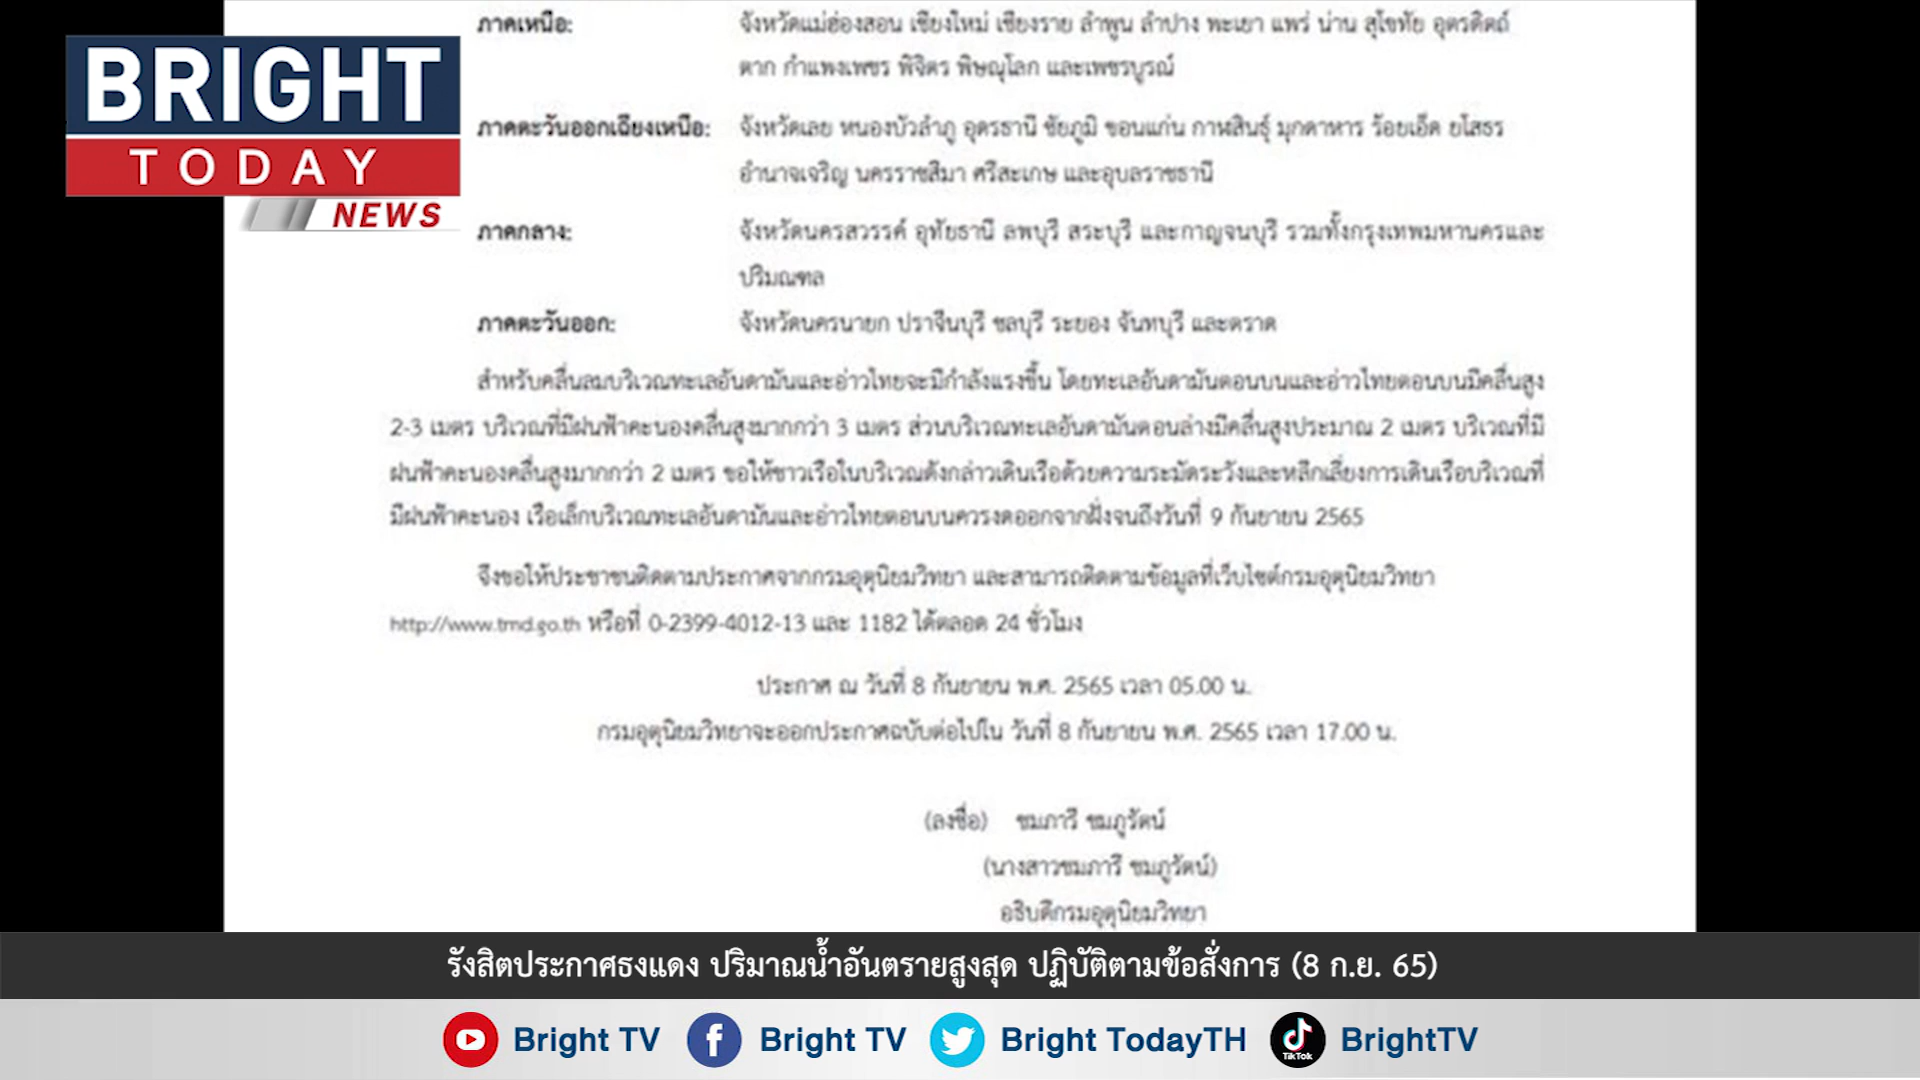 BRIGHT
TODAY
NEWS
ภาคเหนือ: จังหวัดแม่ฮ่องสอน เชียงใหม่ เชียงราย ลำพูน ลำปาง พะเยา แพร่ น่าน สุโขทัย อุตรดิตถ์
ตาก กำแพงเพชร พิจิตร พิษณุโลก และเพชรบูรณ์
ภาคตะวันออกเฉียงเหนือ: จังหวัดเลย หนองบัวลำภู อุดรธานี ชัยภูมิ ขอนแก่น กาฬสินธุ์ มุกดาหาร ร้อยเอ็ด ยโสธร
อำนาจเจริญ นครราชสีมา ศรีสะเกษ และอุบลราชธานี
ภาคกลาง: จังหวัดนครสวรรค์ อุทัยธานี ลพบุรี สระบุรี และกาญจนบุรี รวมทั้งกรุงเทพมหานครและ
ปริมณฑล
ภาคตะวันออก: จังหวัดนครนายก ปราจีนบุรี ชลบุรี ระยอง จันทบุรี และตราด
สำหรับคลื่นลมบริเวณทะเลอันดามันและอ่าวไทยจะมีกำลังแรงขึ้น โดยทะเลอันดามันตอนบนและอ่าวไทยตอนบนมีคลื่นสูง
2-3 เมตร บริเวณที่มีฝนฟ้าคะนองคลื่นสูงมากกว่า 3 เมตร ส่วนบริเวณทะเลอันดามันตอนล่างมีคลื่นสูงประมาณ 2 เมตร บริเวณที่มี
ฝนฟ้าคะนองคลื่นสูงมากกว่า 2 เมตร ขอให้ชาวเรือในบริเวณดังกล่าวเดินเรือด้วยความระมัดระวังและหลีกเลี่ยงการเดินเรือบริเวณที่
มีฝนฟ้าคะนอง เรือเล็กบริเวณทะเลอันดามันและอ่าวไทยตอนบนควรงดออกจากฝั่งจนถึงวันที่ 9 กันยายน 2565
จึงขอให้ประชาชนติดตามประกาศจากกรมอุตุนิยมวิทยา และสามารถติดตามข้อมูลที่เว็บไซต์กรมอุตุนิยมวิทยา
http://www.tmd.go.th หรือที่ 0-2399-4012-13 และ 1182 ได้ตลอด 24 ชั่วโมง
ประกาศ ณ วันที่ 8 กันยายน พ.ศ. 2565 เวลา 05.00 น.
กรมอุตุนิยมวิทยาจะออกประกาศฉบับต่อไปใน วันที่ 8 กันยายน พ.ศ. 2565 เวลา 17.00 น.
(ลงชื่อ) ชมภารี ชมภูรัตน์
(นางสาวชมภารี ชมภูรัตน์)
อธิบดีกรมอุตุนิยมวิทยา
รังสิตประกาศธงแดง ปริมาณน้ำอันตรายสูงสุด ปฏิบัติตามข้อสั่งการ (8 ก.ย. 65)
Bright TV Bright TV Bright TodayTH TikTok BrightTV